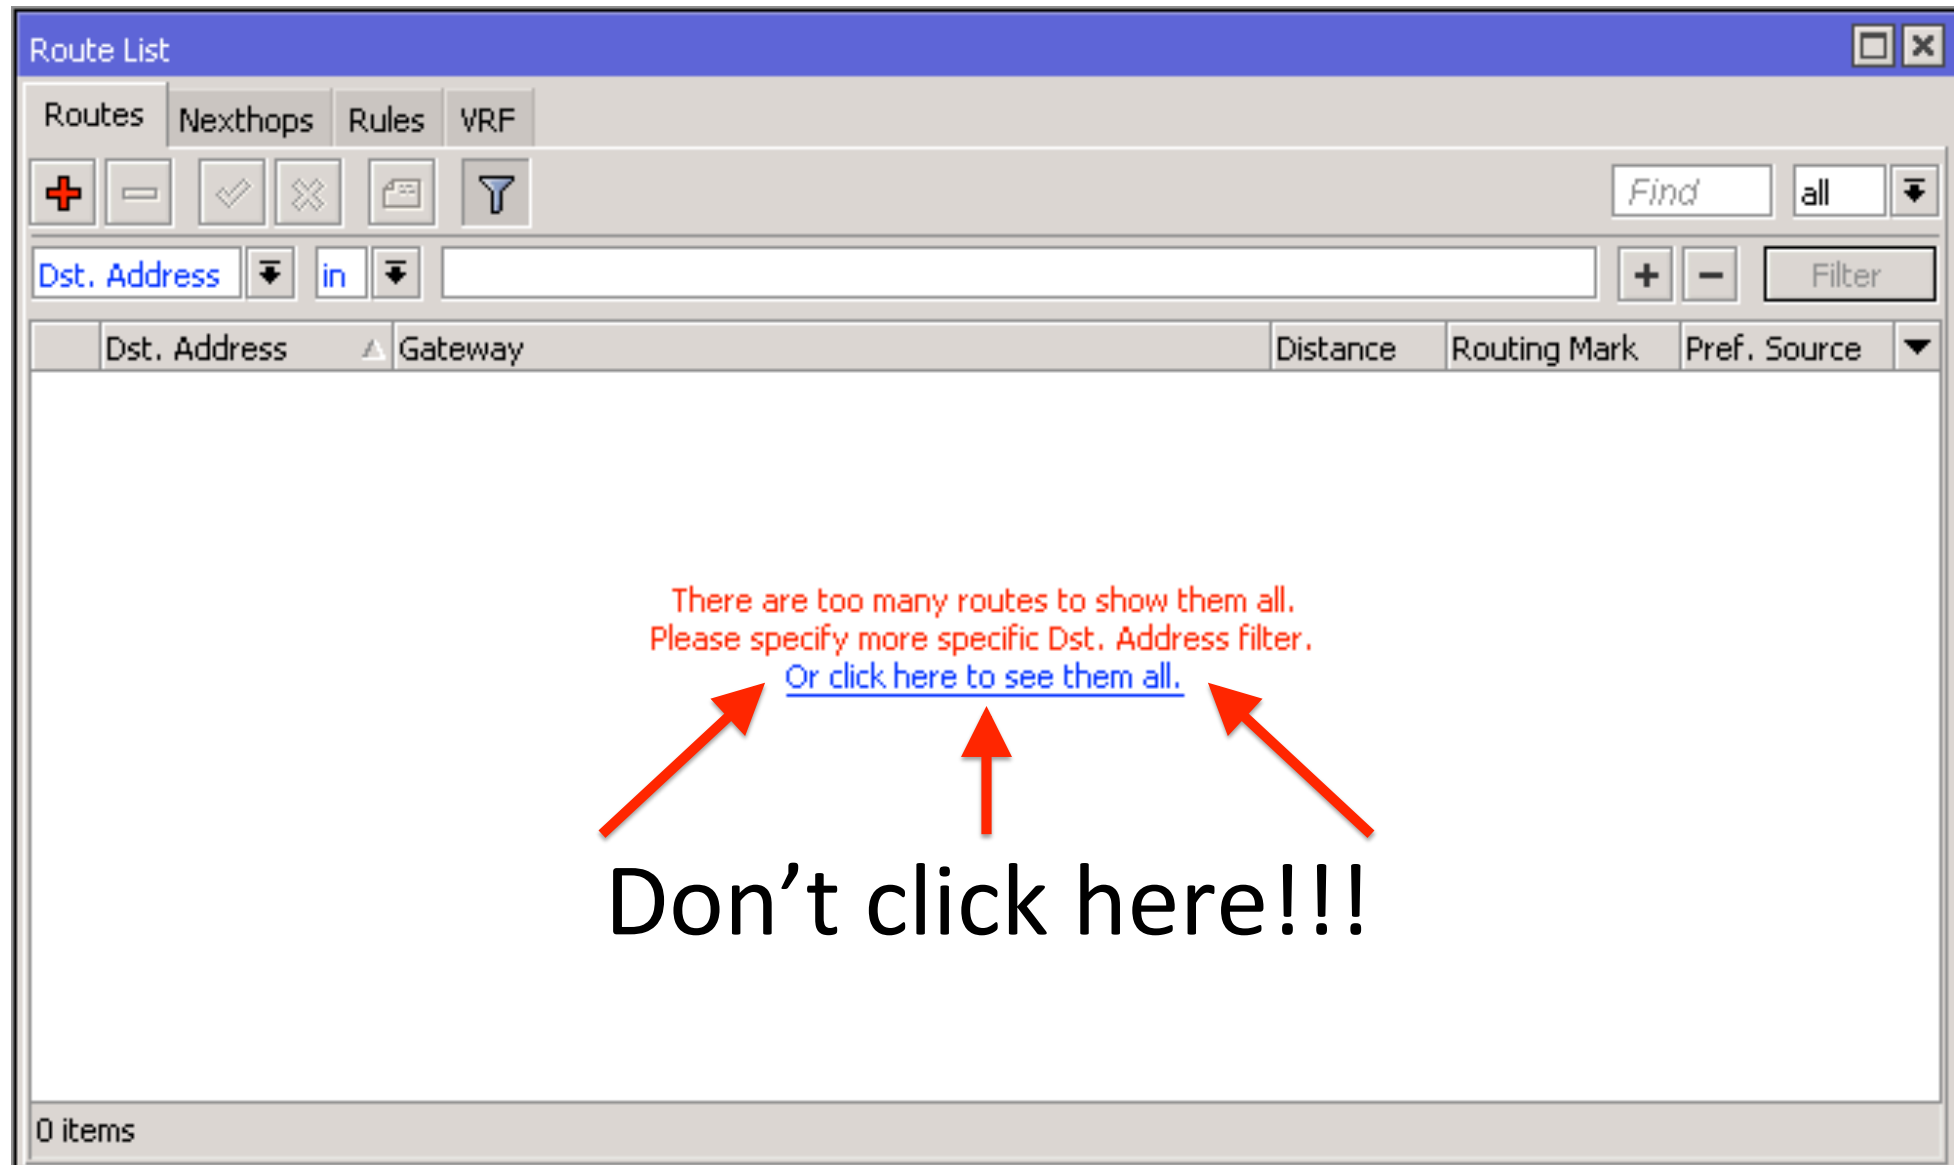 Route List
Routes Nexthops Rules VRF
Find all
Dst. Address in Filter
Dst. Address Gateway Distance Routing Mark Pref. Source
There are too many routes to show them all.
Please specify more specific Dst. Address filter.
Or click here to see them all.
Don’t click here!!!
0 items